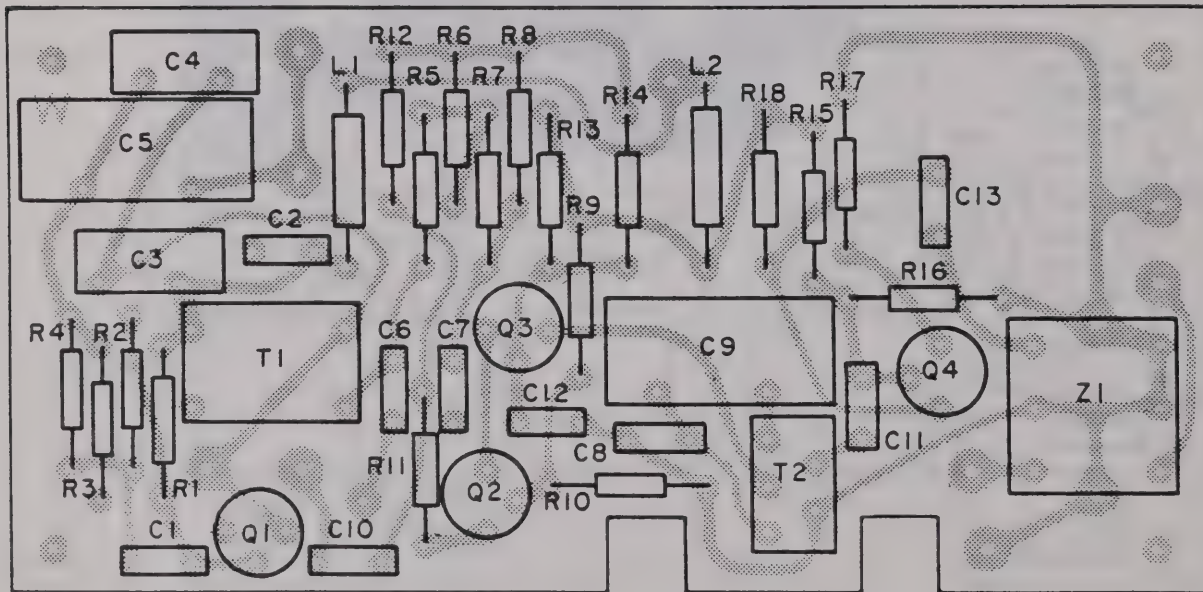 R12 R6 R8
C4 L1 R5 R7 L2 R17
R14 R18
R15
C5 R13
C13
C2 R9
C3
R16
R4 R2 Q3 C6 C7
T1 C9 Q4
C12 Z1
R11 C8 C11
R3 R1 Q2 R10 T2
C1 Q1 C10